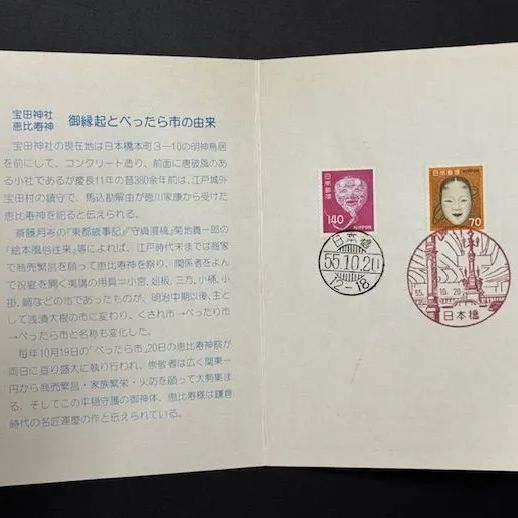 宝田神社
恵比寿神
御縁起とべったら市の由来
宝田神社の現在地は日本橋本町3―10の明神鳥居
を前にして、コンクリート造り、前面に唐破風のあ
る小社であるが慶長11年の昔380余年前は、江戸城外
宝田村の鎮守で、馬込勘解由が徳川家康から受けた
恵比寿神を祀ると伝えられる。
斎藤月岑の「東都歳事記」「守貞漫稿」菊地貴一郎の
「絵本風俗往来」等によれば、江戸時代末までは商家
で商売繁栄を願って恵比寿神を祭り、関係者をよん
で祝宴を開く
の用具=小宮、俎板、三方、小桶、小
掛、鯛などの市であったものが、明治中期以後、主と
して浅漬大根の市に変わり、くされ市→べったり市
→べったら市と名称も変化した。
毎年10月19日の「べったら市」20日の恵比寿神祭が
両日に亘り盛大に執り行われ、崇敬者は広く関東一
円から商売繁昌・家族繁栄・火防を願って大勢集ま
る。そしてこの平穏守護の御神体、恵比寿様は鎌倉
時代の名匠運慶の作と伝えられている。
日本郵便
140
NIPPON
日本郵便
NIPPON
70
日本橋
55.10.20
12-18
55.10.20
日本橋